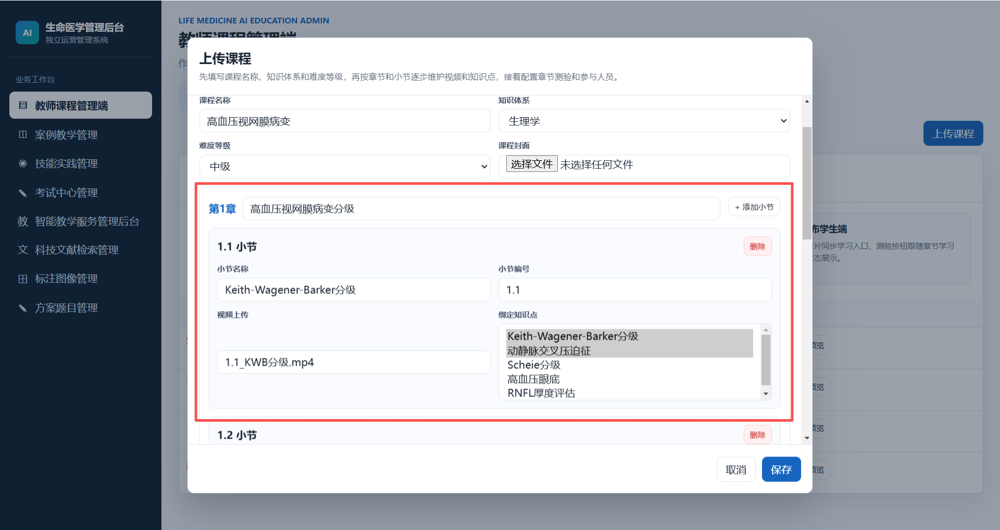 AI
生命医学管理后台
独立运营管理系统
业务工作台
教师课程管理端
案例教学管理
技能实践管理
考试中心管理
教 智能教学服务管理后台
文 科技文献检索管理
标注图像管理
方案题目管理
LIFE MEDICINE AI EDUCATION ADMIN
教师课程管理端
作
上传课程
布学生端
片同步学习入口，测验按钮跟随章节学习
态展示。
预览
预览
预览
预览
上传课程
先填写课程名称、知识体系和难度等级，再按章节和小节逐步维护视频和知识点，接着配置章节测验和参与人员。
课程名称
高血压视网膜病变
知识体系
生理学
难度等级
中级
课程封面
选择文件 未选择任何文件
第1章 高血压视网膜病变分级 + 添加小节
1.1 小节 删除
小节名称
Keith-Wagener-Barker分级
小节编号
1.1
视频上传
1.1_KWB分级.mp4
绑定知识点
Keith-Wagener-Barker分级
动静脉交叉压迫征
Scheie分级
高血压眼底
RNFL厚度评估
1.2 小节 删除
取消 保存